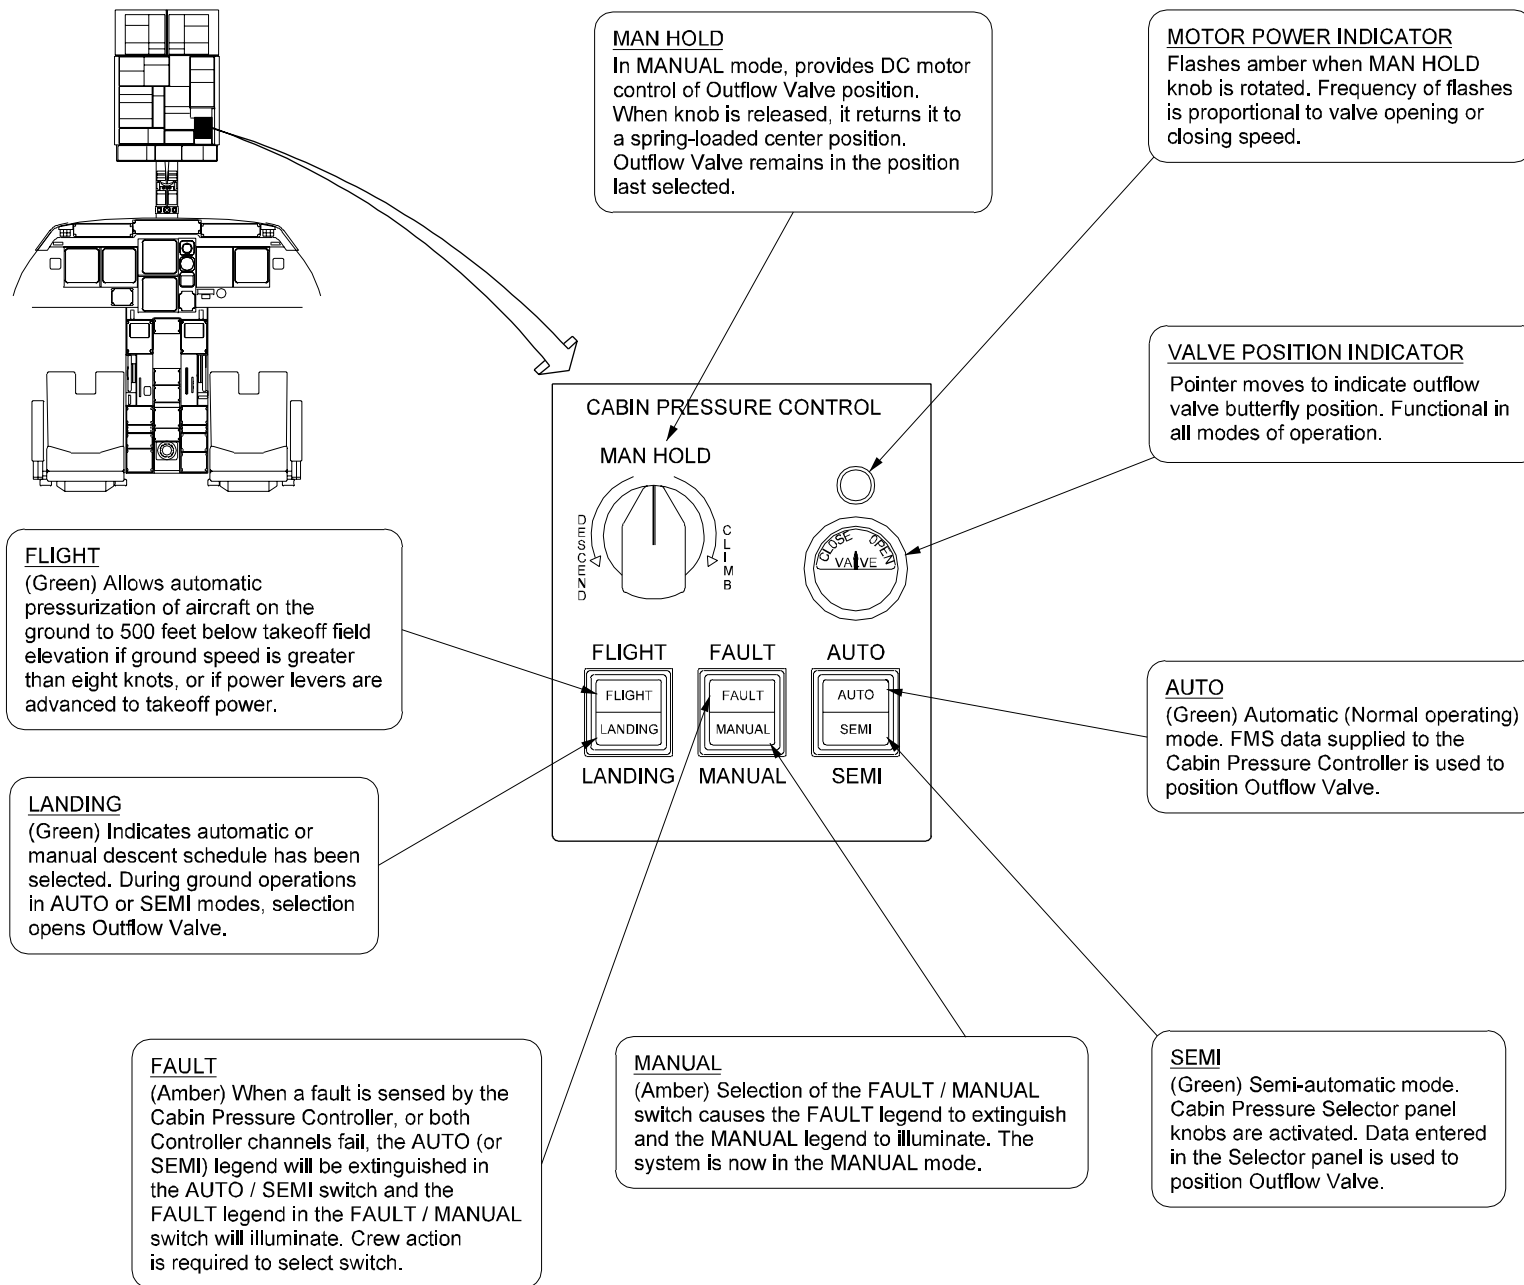 MAN HOLD
In MANUAL mode, provides DC motor
control of Outflow Valve position.
When knob is released, it returns it to
a spring-loaded center position.
Outflow Valve remains in the position
last selected.
MOTOR POWER INDICATOR
Flashes amber when MAN HOLD
knob is rotated. Frequency of flashes
is proportional to valve opening or
closing speed.
VALVE POSITION INDICATOR
Pointer moves to indicate outflow
valve butterfly position. Functional in
all modes of operation.
CABIN PRESSURE CONTROL
MAN HOLD
DESCEND
CLIMB
CLOSE OPEN
VALVE
FLIGHT FAULT AUTO
FLIGHT FAULT AUTO
LANDING MANUAL SEMI
LANDING MANUAL SEMI
FLIGHT
(Green) Allows automatic
pressurization of aircraft on the
ground to 500 feet below takeoff field
elevation if ground speed is greater
than eight knots, or if power levers are
advanced to takeoff power.
AUTO
(Green) Automatic (Normal operating)
mode. FMS data supplied to the
Cabin Pressure Controller is used to
position Outflow Valve.
LANDING
(Green) Indicates automatic or
manual descent schedule has been
selected. During ground operations
in AUTO or SEMI modes, selection
opens Outflow Valve.
FAULT
(Amber) When a fault is sensed by the
Cabin Pressure Controller, or both
Controller channels fail, the AUTO (or
SEMI) legend will be extinguished in
the AUTO / SEMI switch and the
FAULT legend in the FAULT / MANUAL
switch will illuminate. Crew action
is required to select switch.
MANUAL
(Amber) Selection of the FAULT / MANUAL
switch causes the FAULT legend to extinguish
and the MANUAL legend to illuminate. The
system is now in the MANUAL mode.
SEMI
(Green) Semi-automatic mode.
Cabin Pressure Selector panel
knobs are activated. Data entered
in the Selector panel is used to
position Outflow Valve.